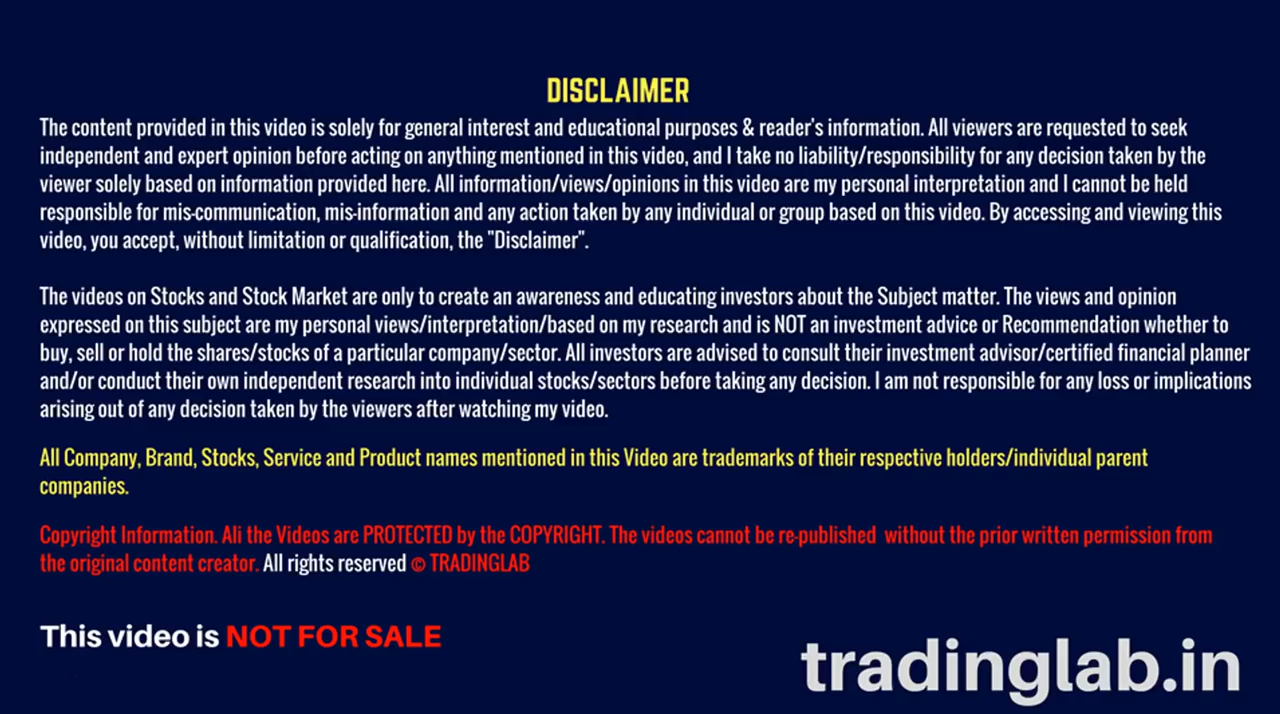 DISCLAIMER
The content provided in this video is solely for general interest and educational purposes & reader's information. All viewers are requested to seek
independent and expert opinion before acting on anything mentioned in this video, and I take no liability/responsibility for any decision taken by the
viewer solely based on information provided here. All information/views/opinions in this video are my personal interpretation and I cannot be held
responsible for mis-communication, mis-information and any action taken by any individual or group based on this video. By accessing and viewing this
video, you accept, without limitation or qualification, the "Disclaimer".
The videos on Stocks and Stock Market are only to create an awareness and educating investors about the Subject matter. The views and opinion
expressed on this subject are my personal views/interpretation/based on my research and is NOT an investment advice or Recommendation whether to
buy, sell or hold the shares/stocks of a particular company/sector. All investors are advised to consult their investment advisor/certified financial planner
and/or conduct their own independent research into individual stocks/sectors before taking any decision. I am not responsible for any loss or implications
arising out of any decision taken by the viewers after watching my video.
All Company, Brand, Stocks, Service and Product names mentioned in this Video are trademarks of their respective holders/individual parent
companies.
Copyright Information. Ali the Videos are PROTECTED by the COPYRIGHT. The videos cannot be re-published without the prior written permission from
the original content creator. All rights reserved © TRADINGLAB
This video is NOT FOR SALE
tradinglab.in